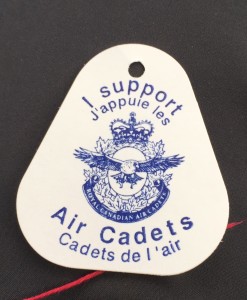 I support
J'appuie les
ROYAL CANADIAN AIR CADETS
Air Cadets
Cadets de l'air